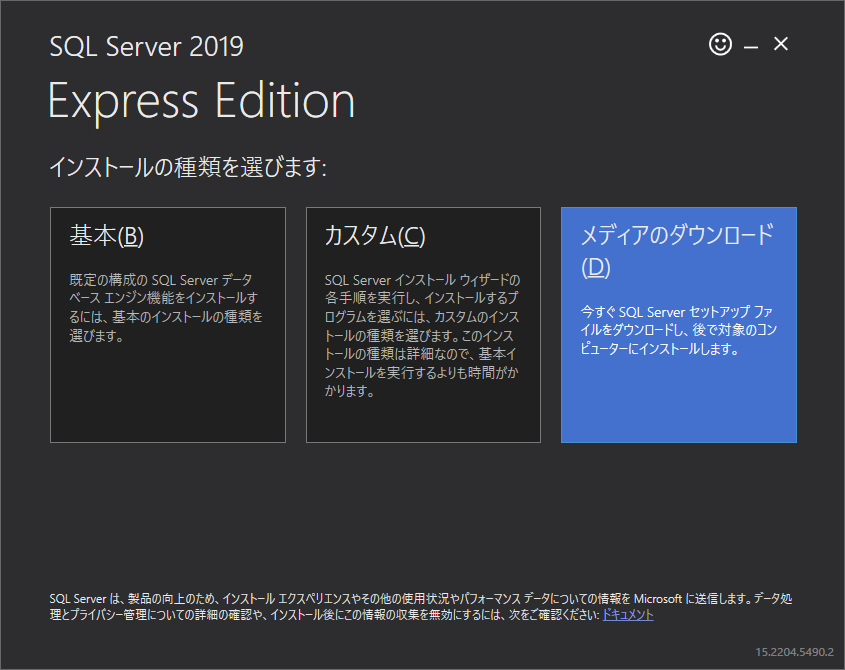 SQL Server 2019
Express Edition
インストールの種類を選びます:
基本(B)
既定の構成の SQL Server データ
ベース エンジン機能をインストールす
るには、基本のインストールの種類を
選びます。
カスタム(C)
SQL Server インストール ウィザードの
各手順を実行し、インストールするプ
ログラムを選ぶには、カスタムのインス
トールの種類を選びます。このインス
トールの種類は詳細なので、基本イ
ンストールを実行するよりも時間がか
かります。
メディアのダウンロード
(D)
今すぐ SQL Server セットアップ ファ
イルをダウンロードし、後で対象のコン
ピューターにインストールします。
SQL Server は、製品の向上のため、インストール エクスペリエンスやその他の使用状況やパフォーマンス データについての情報を Microsoft に送信します。データ処
理とプライバシー管理についての詳細の確認や、インストール後にこの情報の収集を無効にするには、次をご確認ください: ドキュメント
15.2204.5490.2